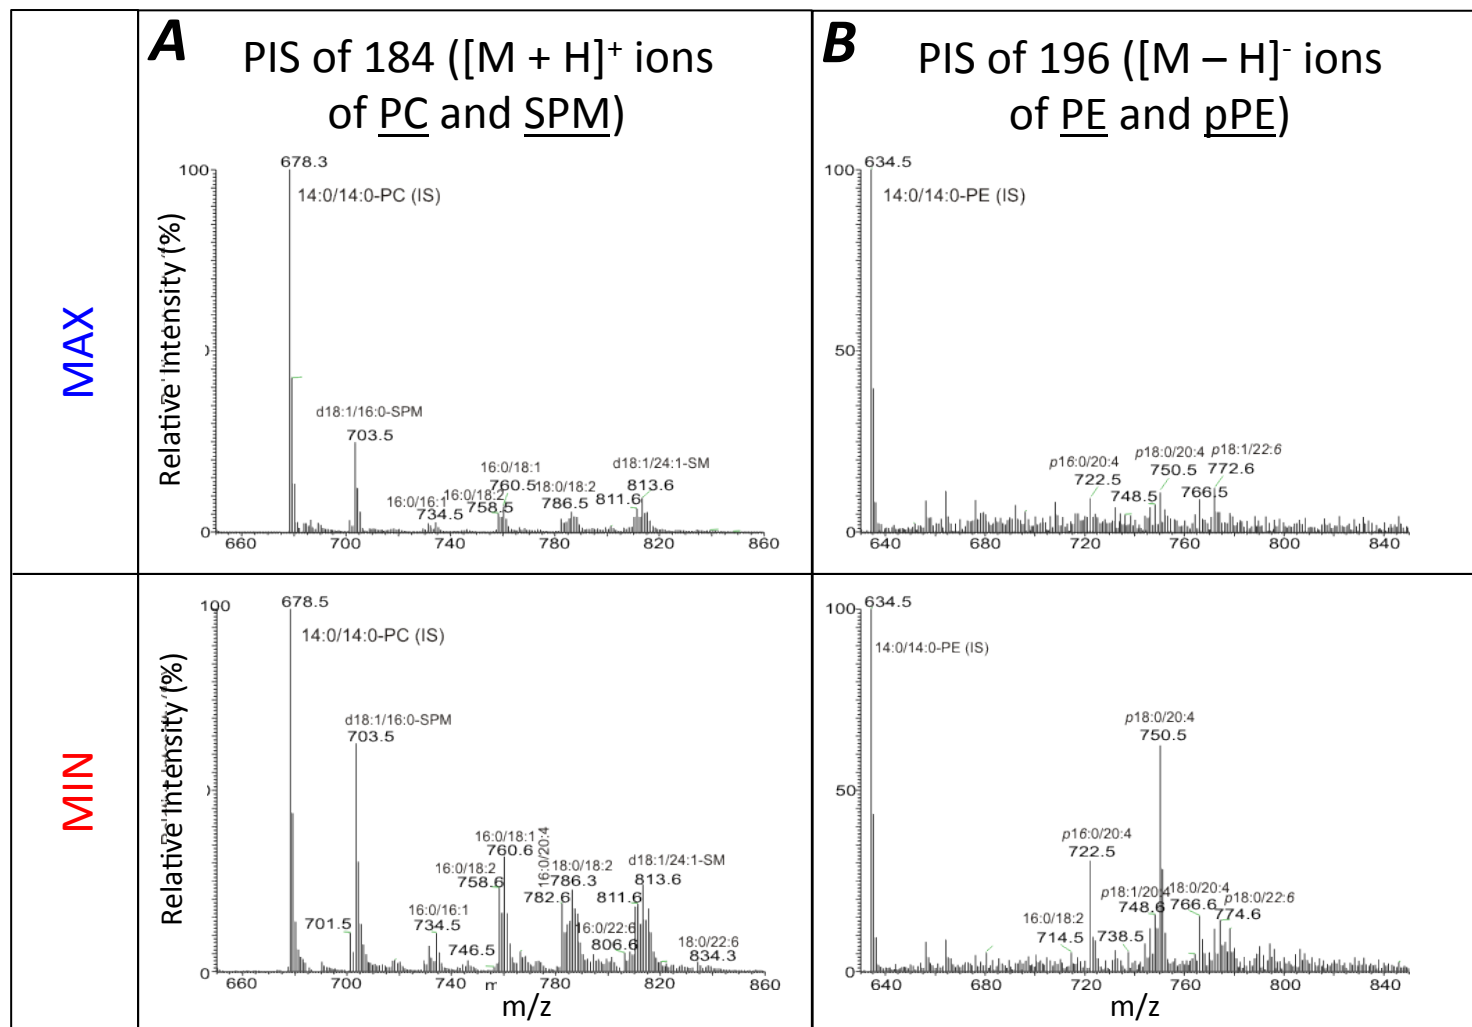 A PIS of 184 ([M + H]+ ions
of PC and SPM)
B PIS of 196 ([M – H]- ions
of PE and pPE)
MAX
Relative Intensity (%)
100
0
0
678.3
14:0/14:0-PC (IS)
d18:1/16:0-SPM
703.5
16:0/16:1
734.5
16:0/18:2
758.5
16:0/18:1
760.5
18:0/18:2
786.5
811.6
d18:1/24:1-SM
813.6
660 700 740 780 820 860
100
50
0
634.5
14:0/14:0-PE (IS)
p16:0/20:4
722.5
748.5
p18:0/20:4
750.5
766.5
p18:1/22:6
772.6
640 680 720 760 800 840
MIN
Relative Intensity (%)
100
0
0
678.5
14:0/14:0-PC (IS)
701.5
d18:1/16:0-SPM
703.5
16:0/16:1
734.5
746.5
16:0/18:2
758.6
16:0/18:1
760.6
16:0/20:4
782.6
18:0/18:2
786.3
16:0/22:6
806.6
811.6
d18:1/24:1-SM
813.6
18:0/22:6
834.3
660 700 740 780 820 860
m/z
100
50
0
634.5
14:0/14:0-PE (IS)
16:0/18:2
714.5
p16:0/20:4
722.5
738.5
p18:1/20:4
748.6
p18:0/20:4
750.5
18:0/20:4
766.6
p18:0/22:6
774.6
640 680 720 760 800 840
m/z